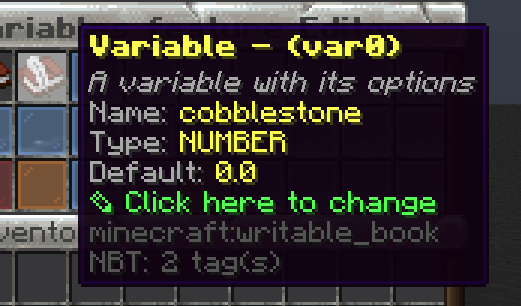 Variable - (var0)
A variable with its options
Name: cobblestone
Type: NUMBER
Default: 0.0
✎ Click here to change
minecraft:writable_book
NBT: 2 tag(s)